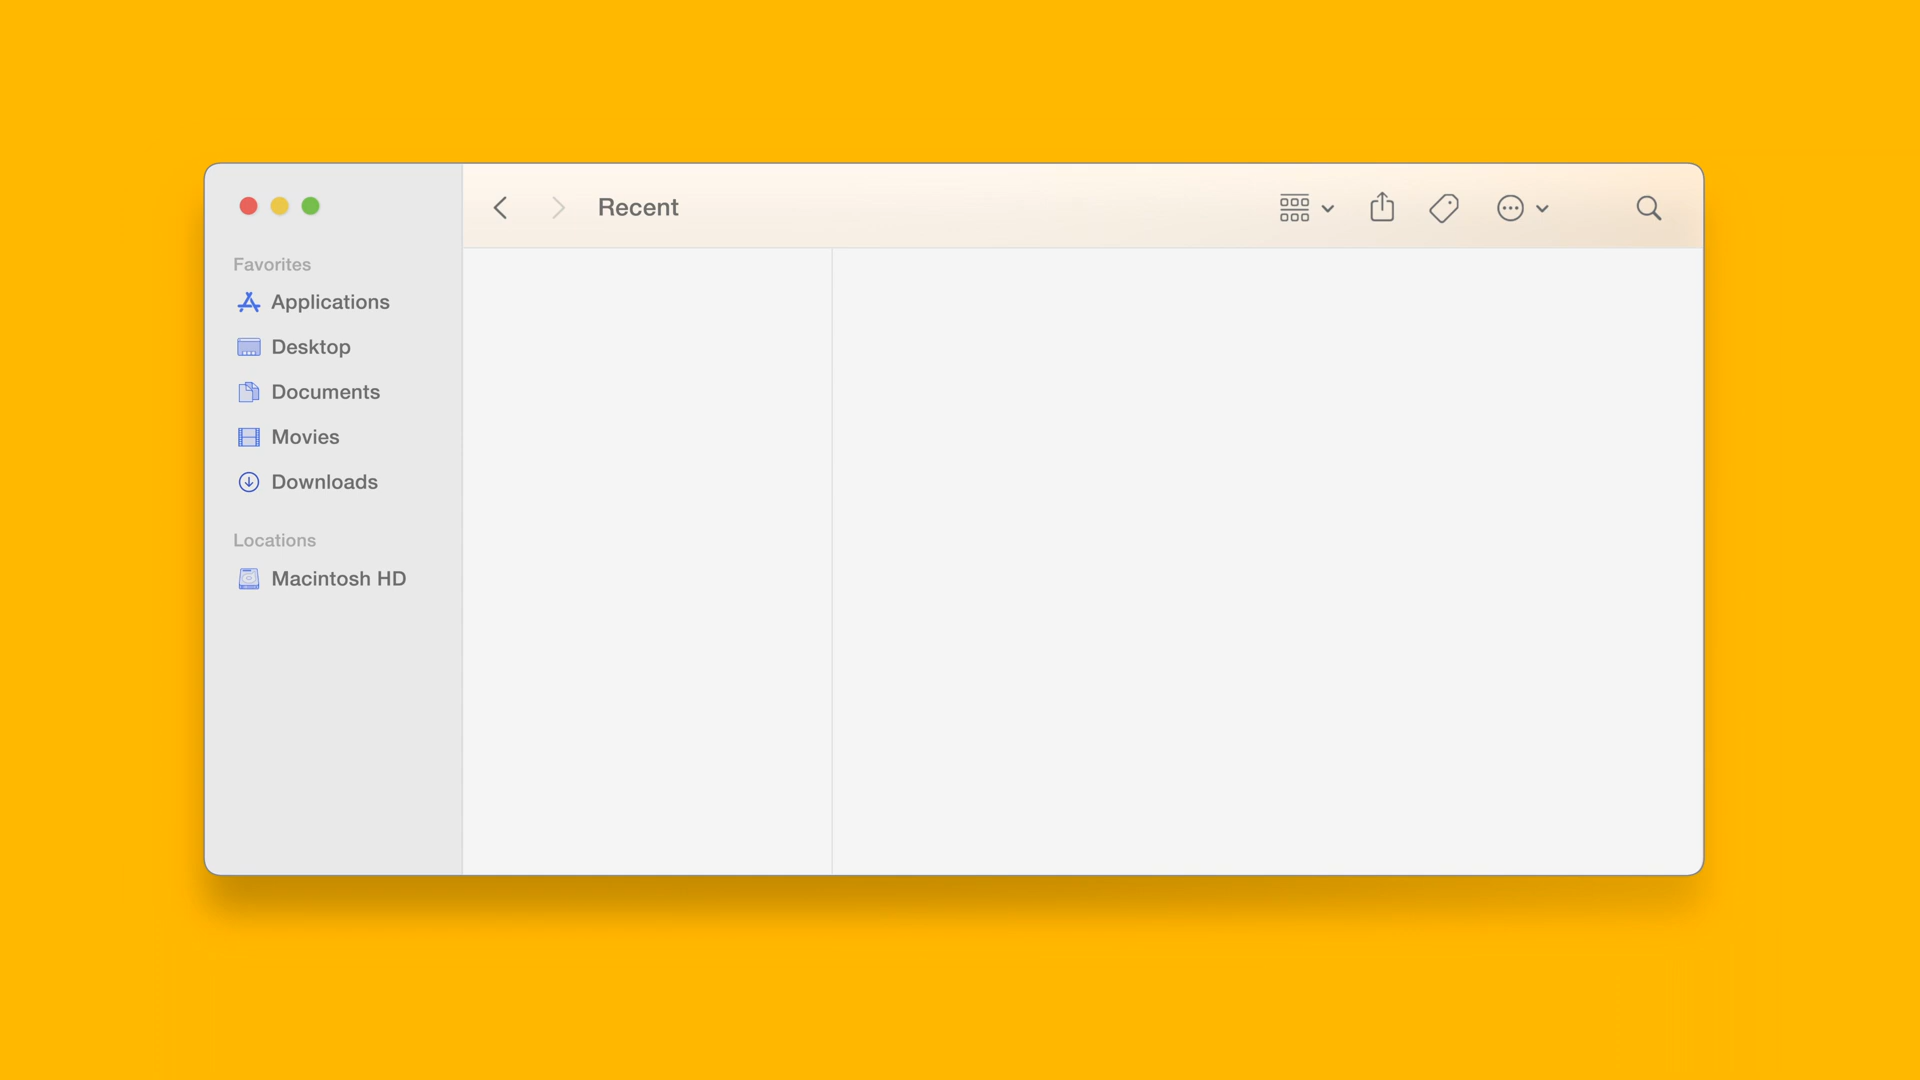 Recent
Favorites
Applications
Desktop
Documents
Movies
Downloads
Locations
Macintosh HD